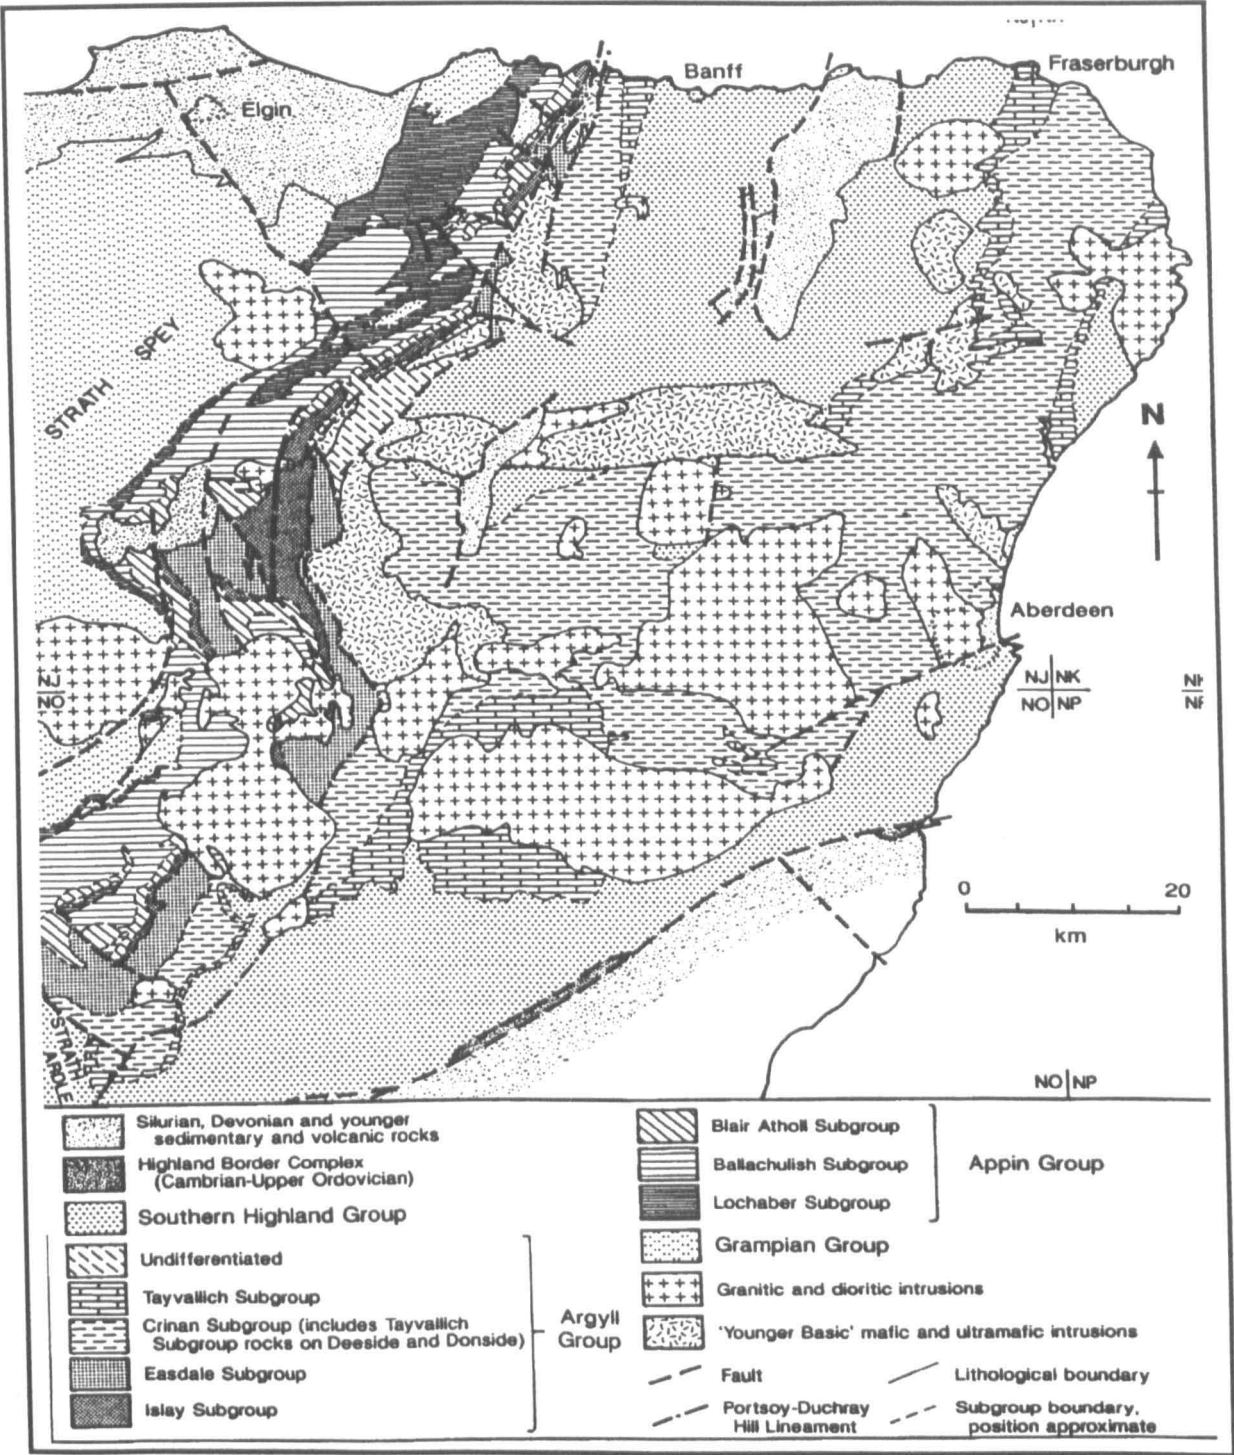 Banff
Fraserburgh
Elgin
STRATH SPEY
N
Aberdeen
NJ NK
NO NP
NJ
NO
0 20
km
STRATH
ARDLE
NO NP
Silurian, Devonian and younger
sedimentary and volcanic rocks
Highland Border Complex
(Cambrian-Upper Ordovician)
Southern Highland Group
Undifferentiated
Tayvallich Subgroup
Crinan Subgroup (includes Tayvallich
Subgroup rocks on Deeside and Donside)
Easdale Subgroup
Islay Subgroup
Argyll
Group
Blair Atholl Subgroup
Ballachulish Subgroup
Lochaber Subgroup
Appin Group
Grampian Group
Granitic and dioritic intrusions
'Younger Basic' mafic and ultramafic intrusions
Fault
Lithological boundary
Portsoy-Duchray
Hill Lineament
Subgroup boundary,
position approximate